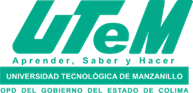 UTeM
Aprender, Saber y Hacer
UNIVERSIDAD TECNOLÓGICA DE MANZANILLO
OPD DEL GOBIERNO DEL ESTADO DE COLIMA